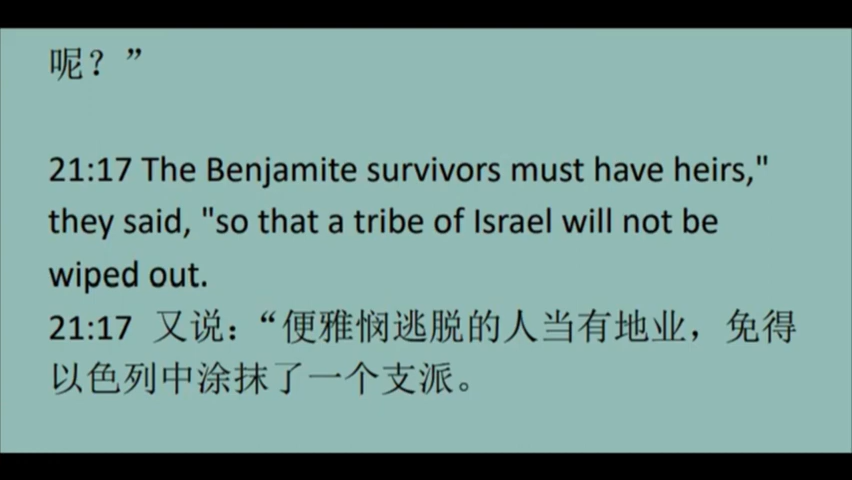 呢？”
21:17 The Benjamite survivors must have heirs,"
they said, "so that a tribe of Israel will not be
wiped out.
21:17 又说：“便雅悯逃脱的人当有地业，免得
以色列中涂抹了一个支派。